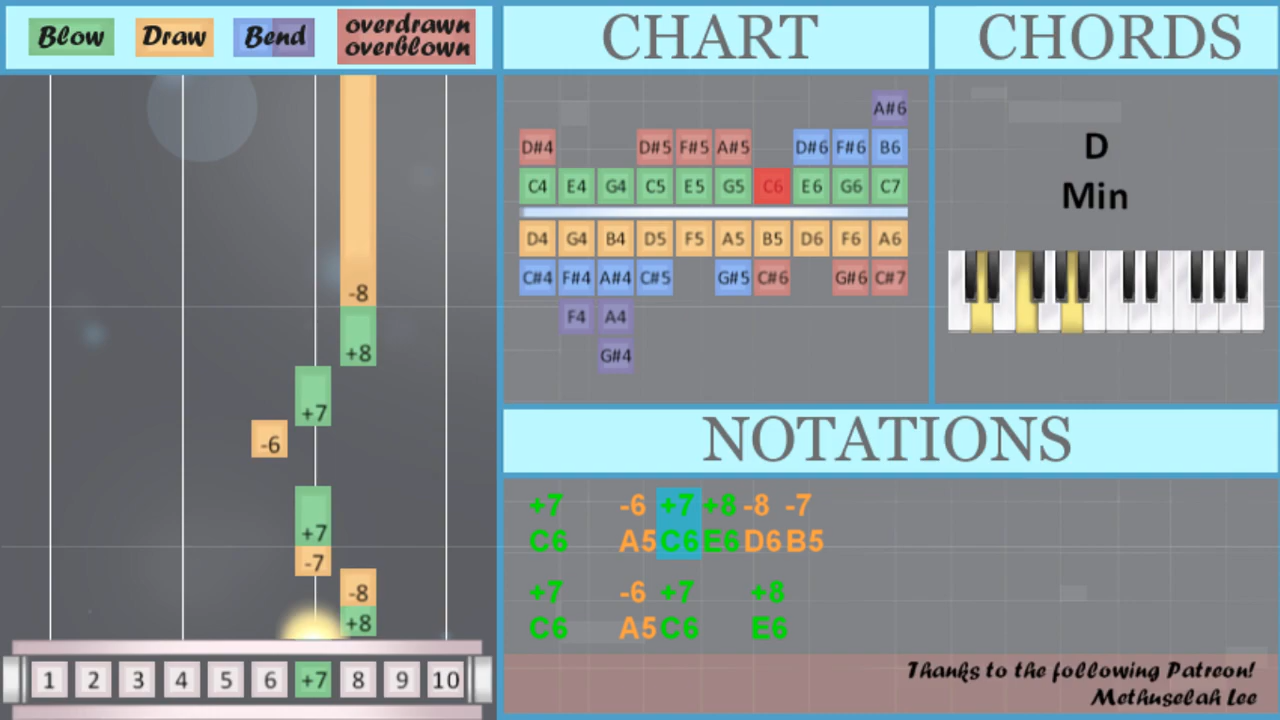 Blow Draw Bend overdrawn
overblown
CHART
CHORDS
A#6
D#4 D#5 F#5 A#5 D#6 F#6 B6
C4 E4 G4 C5 E5 G5 C6 E6 G6 C7
D4 G4 B4 D5 F5 A5 B5 D6 F6 A6
C#4 F#4 A#4 C#5 G#5 C#6 G#6 C#7
F4 A4
G#4
D
Min
-8
+8
+7
-6
+7
-7
-8
+8
1 2 3 4 5 6 +7 8 9 10
NOTATIONS
+7 -6 +7 +8 -8 -7
C6 A5 C6 E6 D6 B5
+7 -6 +7 +8
C6 A5 C6 E6
Thanks to the following Patreon!
Methuselah Lee